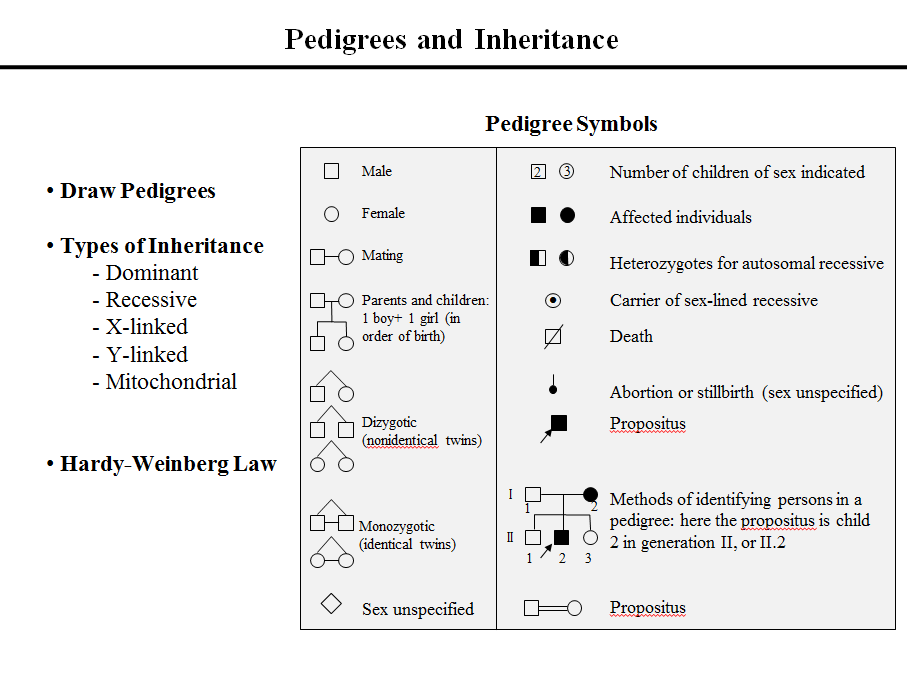 Pedigrees and Inheritance
Pedigree Symbols
• Draw Pedigrees
• Types of Inheritance
- Dominant
- Recessive
- X-linked
- Y-linked
- Mitochondrial
• Hardy-Weinberg Law
Male
Female
Mating
Parents and children:
1 boy+ 1 girl (in
order of birth)
Dizygotic
(nonidentical twins)
Monozygotic
(identical twins)
Sex unspecified
2 3 Number of children of sex indicated
Affected individuals
Heterozygotes for autosomal recessive
Carrier of sex-lined recessive
Death
Abortion or stillbirth (sex unspecified)
Propositus
I
1 2
II
1 2 3
Methods of identifying persons in a
pedigree: here the propositus is child
2 in generation II, or II.2
Propositus